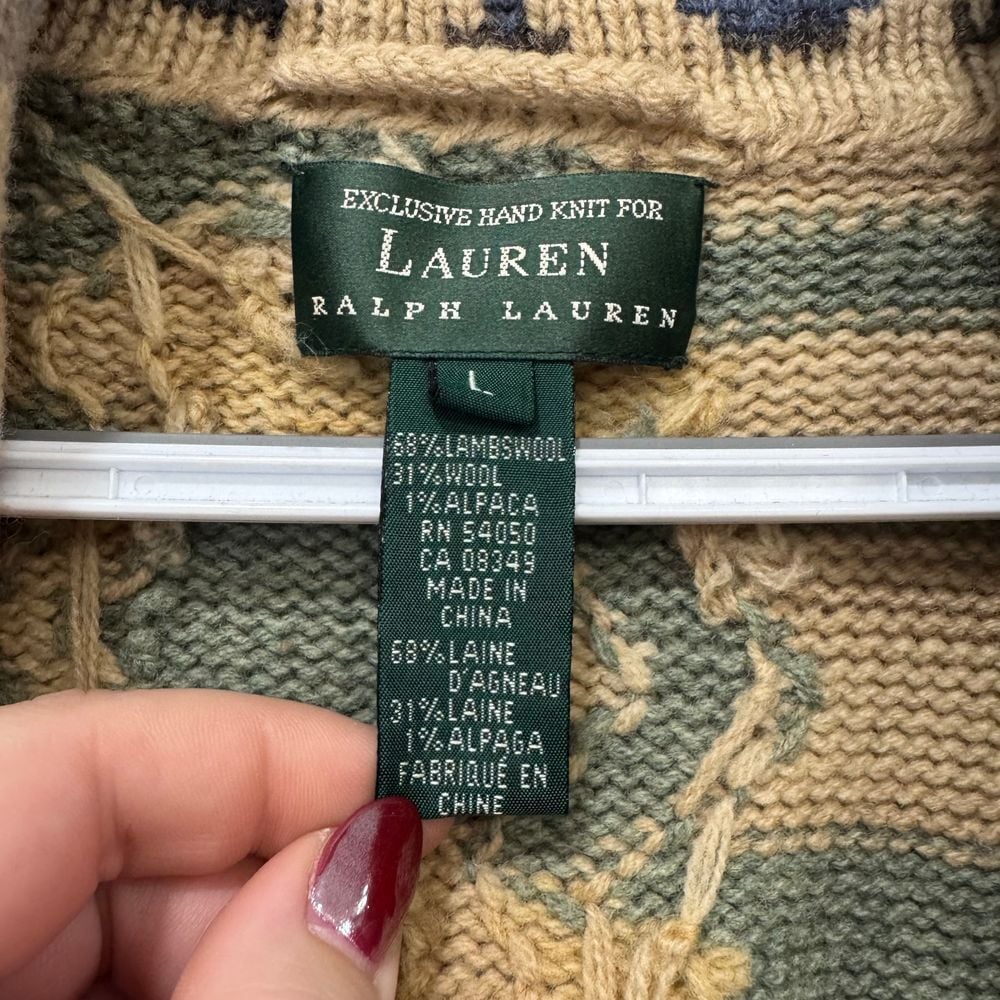 EXCLUSIVE HAND KNIT FOR
LAUREN
RALPH LAUREN
L
68%LAMBSWOOL
31%WOOL
1%ALPACA
RN 54050
CA 08349
MADE IN
CHINA
68%LAINE
D'AGNEAU
31%LAINE
1%ALPAGA
FABRIQUÉ EN
CHINE